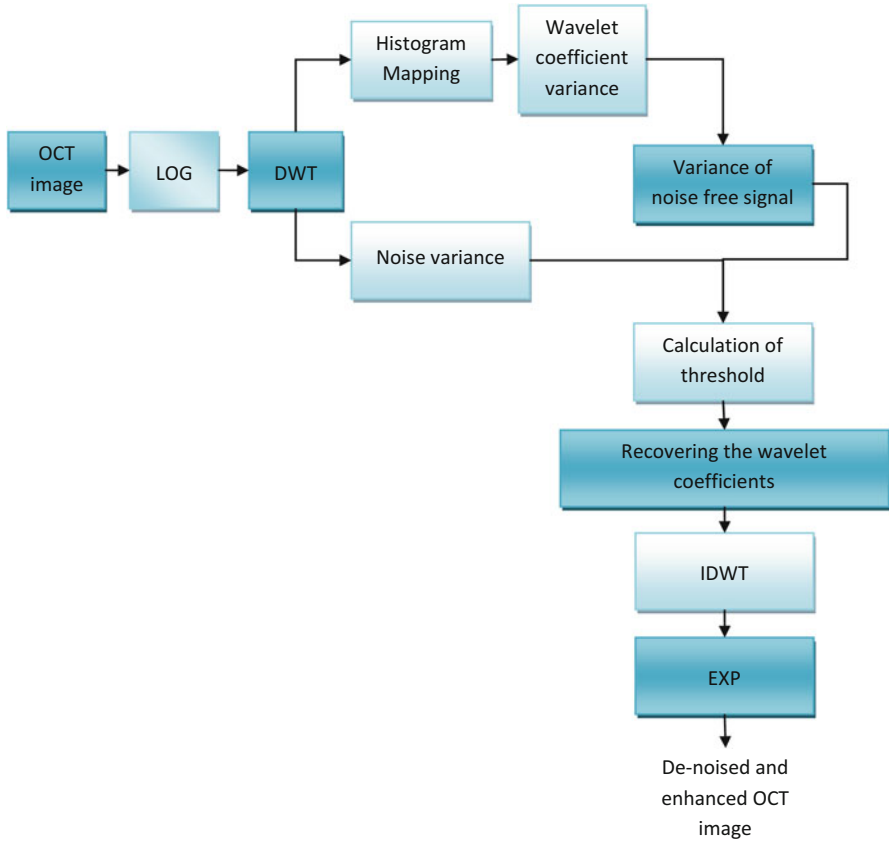 Histogram
Mapping
Wavelet
coefficient
variance
OCT
image
LOG
DWT
Variance of
noise free signal
Noise variance
Calculation of
threshold
Recovering the wavelet
coefficients
IDWT
EXP
De-noised and
enhanced OCT
image